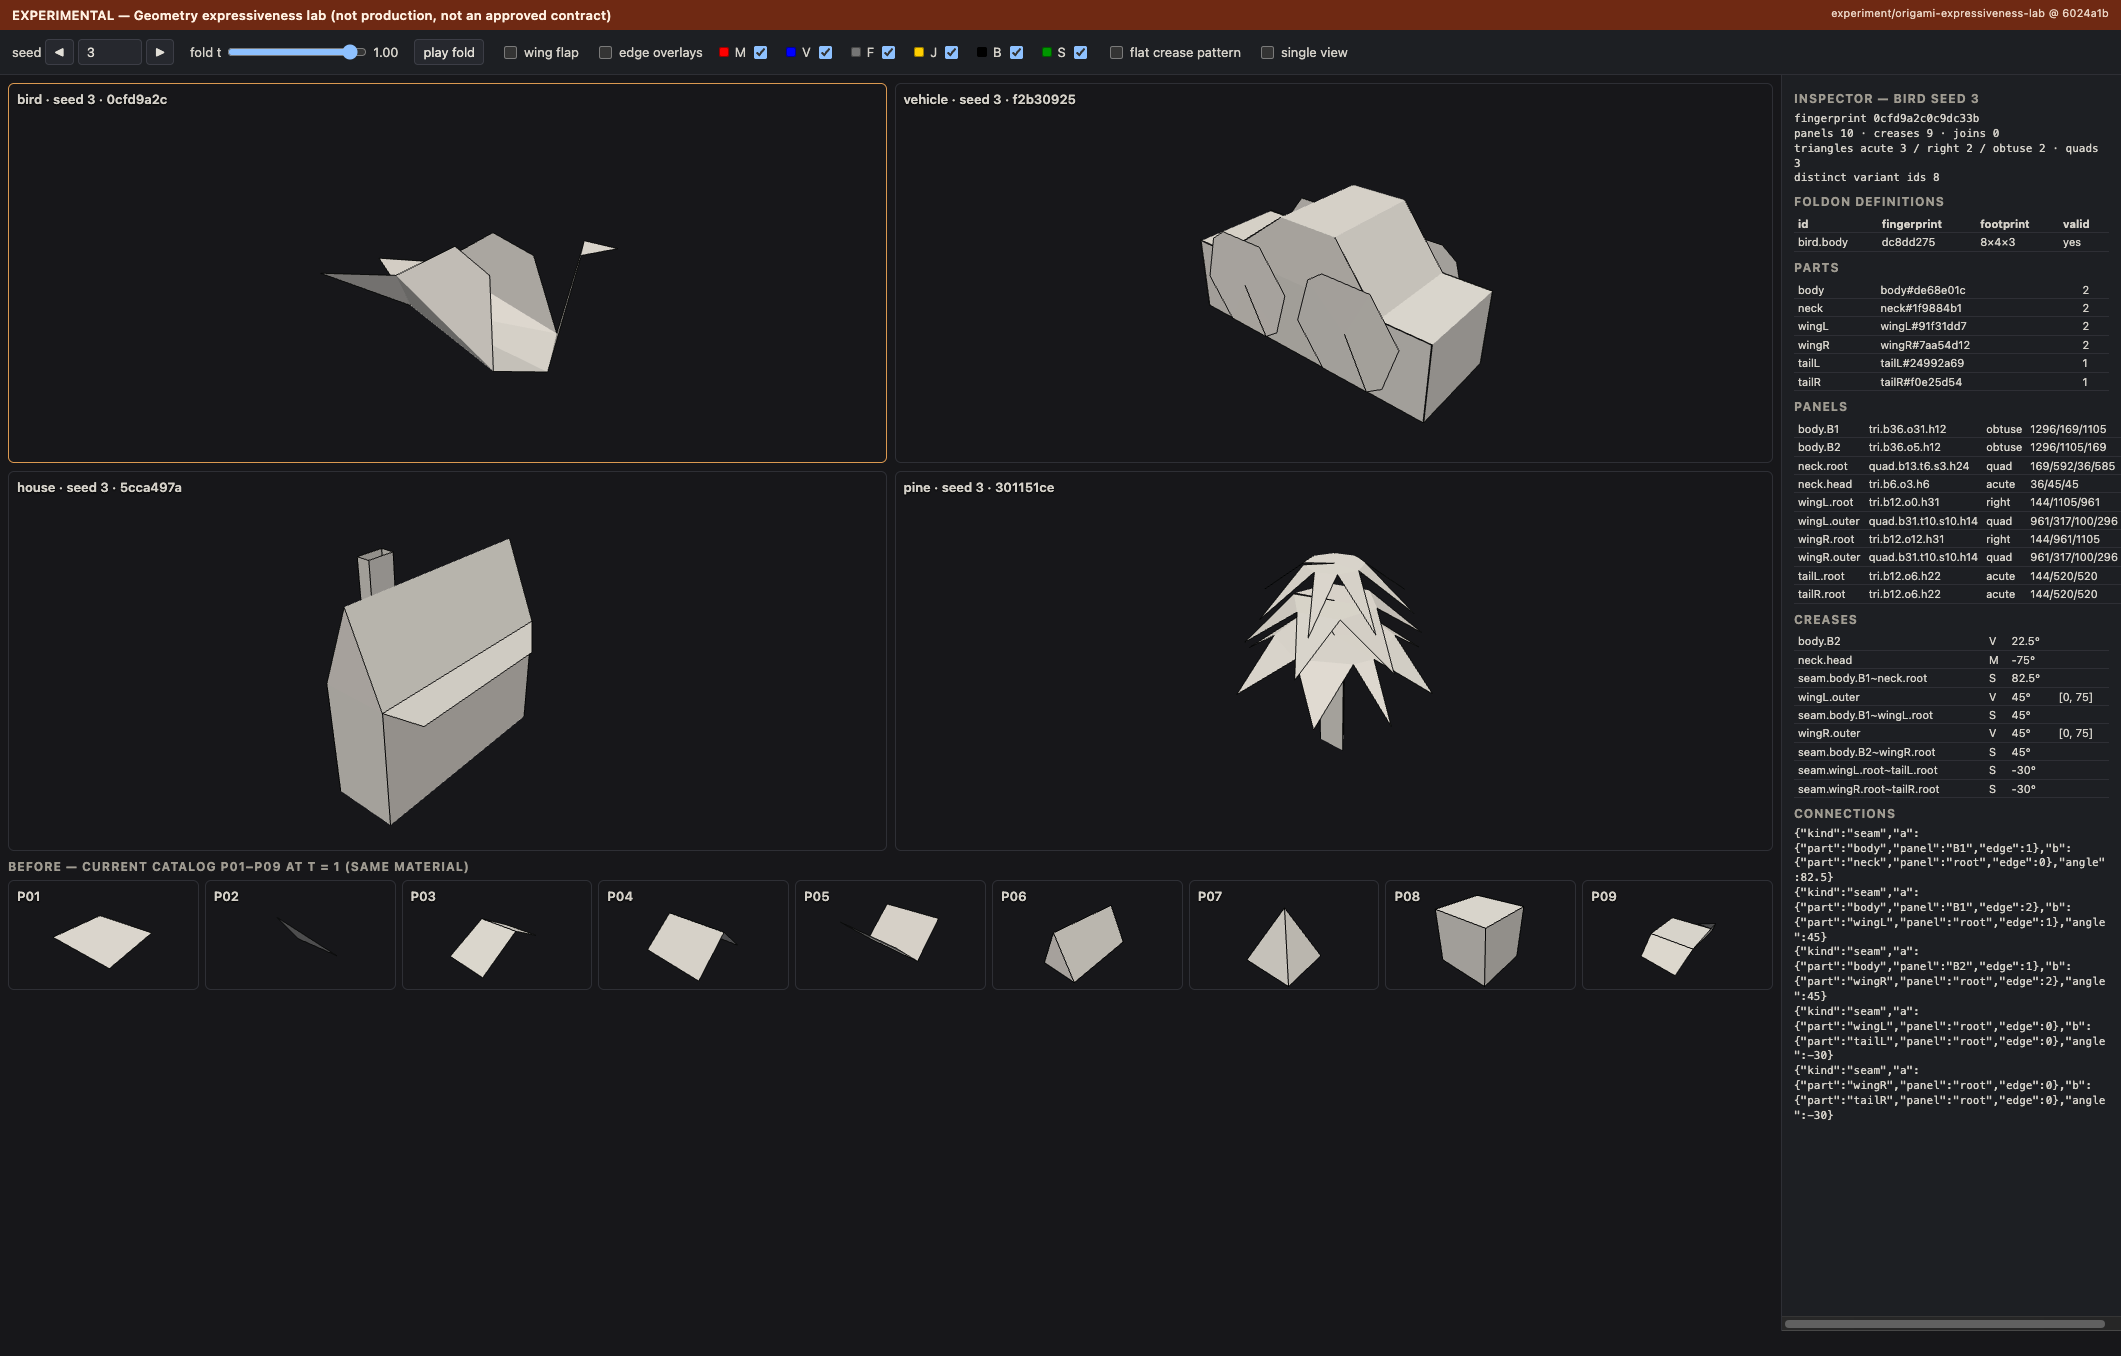 EXPERIMENTAL — Geometry expressiveness lab (not production, not an approved contract)
experiment/origami-expressiveness-lab @ 6024a1b
seed ◀ 3 ▶ fold t 1.00 play fold wing flap edge overlays M V F J B S flat crease pattern single view
bird · seed 3 · 0cfd9a2c
vehicle · seed 3 · f2b30925
house · seed 3 · 5cca497a
pine · seed 3 · 301151ce
BEFORE — CURRENT CATALOG P01–P09 AT T = 1 (SAME MATERIAL)
P01
P02
P03
P04
P05
P06
P07
P08
P09
INSPECTOR — BIRD SEED 3
fingerprint 0cfd9a2c0c9dc33b
panels 10 · creases 9 · joins 0
triangles acute 3 / right 2 / obtuse 2 · quads
3
distinct variant ids 8
FOLDON DEFINITIONS
id fingerprint footprint valid
bird.body dc8dd275 8×4×3 yes
PARTS
body body#de68e01c 2
neck neck#1f9884b1 2
wingL wingL#91f31dd7 2
wingR wingR#7aa54d12 2
tailL tailL#24992a69 1
tailR tailR#f0e25d54 1
PANELS
body.B1 tri.b36.o31.h12 obtuse 1296/169/1105
body.B2 tri.b36.o5.h12 obtuse 1296/1105/169
neck.root quad.b13.t6.s3.h24 quad 169/592/36/585
neck.head tri.b6.o3.h6 acute 36/45/45
wingL.root tri.b12.o0.h31 right 144/1105/961
wingL.outer quad.b31.t10.s10.h14 quad 961/317/100/296
wingR.root tri.b12.o12.h31 right 144/961/1105
wingR.outer quad.b31.t10.s10.h14 quad 961/317/100/296
tailL.root tri.b12.o6.h22 acute 144/520/520
tailR.root tri.b12.o6.h22 acute 144/520/520
CREASES
body.B2 V 22.5°
neck.head M -75°
seam.body.B1~neck.root S 82.5°
wingL.outer V 45° [0, 75]
seam.body.B1~wingL.root S 45°
wingR.outer V 45° [0, 75]
seam.body.B2~wingR.root S 45°
seam.wingL.root~tailL.root S -30°
seam.wingR.root~tailR.root S -30°
CONNECTIONS
{"kind":"seam","a":
{"part":"body","panel":"B1","edge":1},"b":
{"part":"neck","panel":"root","edge":0},"angle"
:82.5}
{"kind":"seam","a":
{"part":"body","panel":"B1","edge":2},"b":
{"part":"wingL","panel":"root","edge":1},"angle
":45}
{"kind":"seam","a":
{"part":"body","panel":"B2","edge":1},"b":
{"part":"wingR","panel":"root","edge":2},"angle
":45}
{"kind":"seam","a":
{"part":"wingL","panel":"root","edge":0},"b":
{"part":"tailL","panel":"root","edge":0},"angle
":-30}
{"kind":"seam","a":
{"part":"wingR","panel":"root","edge":0},"b":
{"part":"tailR","panel":"root","edge":0},"angle
":-30}